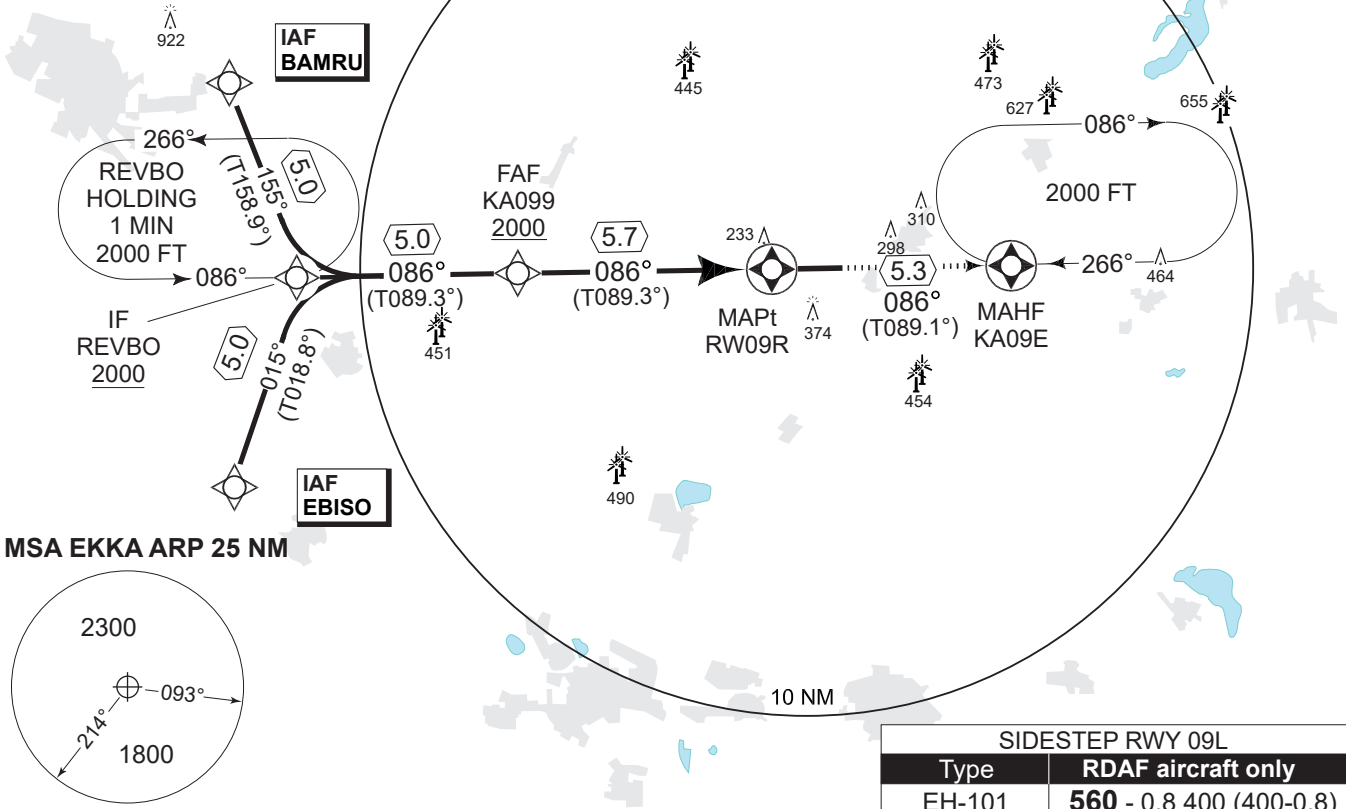 922
IAF
BAMRU
445
473
627
655
266°
086°
REVBO
HOLDING
1 MIN
2000 FT
155°
(T158.9°)
5.0
FAF
KA099
2000
2000 FT
310
233
298
5.0
5.7
086°
086°
086°
(T089.3°)
(T089.3°)
5.3
266°
464
086°
(T089.1°)
IF
REVBO
2000
MAPt
RW09R
374
MAHF
KA09E
451
5.0
015°
(T018.8°)
454
490
IAF
EBISO
MSA EKKA ARP 25 NM
2300
093°
214°
1800
10 NM
SIDESTEP RWY 09L
Type RDAF aircraft only
EH-101 560 - 0.8 400 (400-0.8)